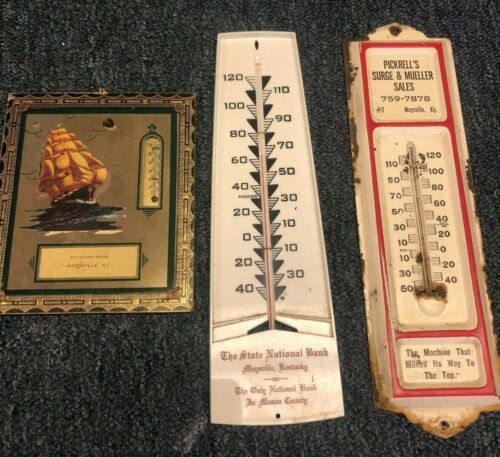 SOUVENIR FROM
MAYSVILLE, KY.
120
110
100
90
80
70
60
50
40
30
FREEZING
20
10
0
0
10
20
30
40
The State National Bank
Maysville, Kentucky
The Only National Bank
In Mason County
PICKRELL'S
SURGE & MUELLER
SALES
759-7878
#2 Maysville, Ky.
120
110
100
90
80
70
60
50
40
30
20
10
0
10
20
30
40
50
The Machine That
Milked Its Way To
The Top."